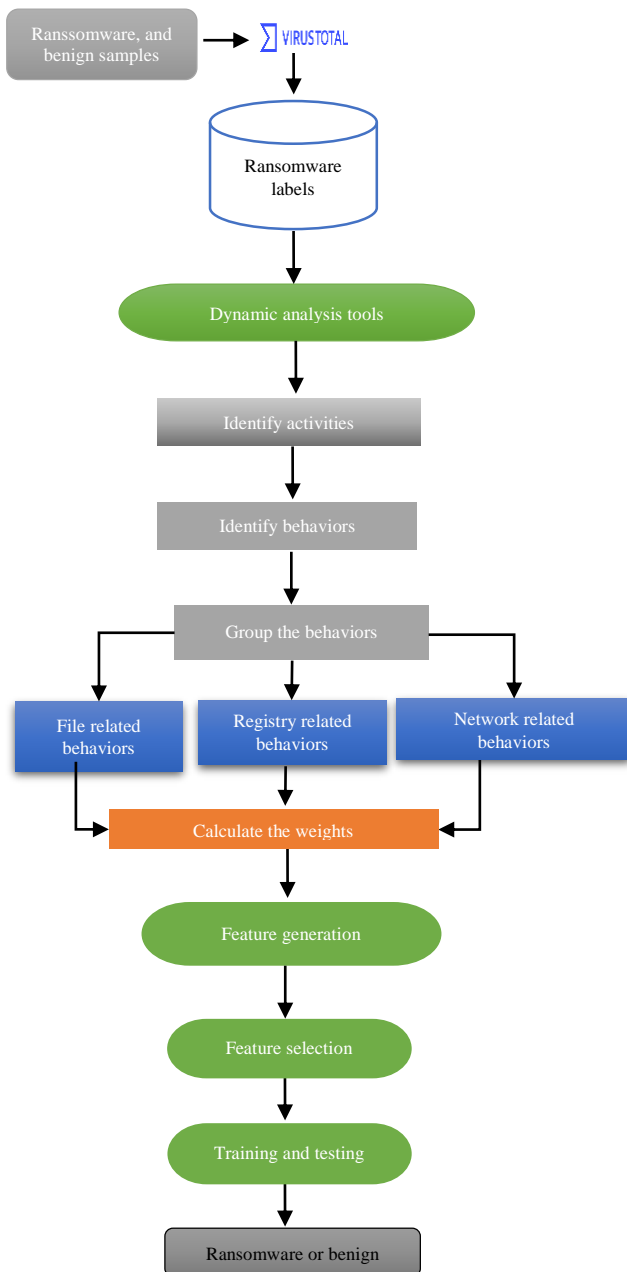 Ranssomware, and
benign samples
VIRUSTOTAL
Ransomware
labels
Dynamic analysis tools
Identify activities
Identify behaviors
Group the behaviors
File related
behaviors
Registry related
behaviors
Network related
behaviors
Calculate the weights
Feature generation
Feature selection
Training and testing
Ransomware or benign